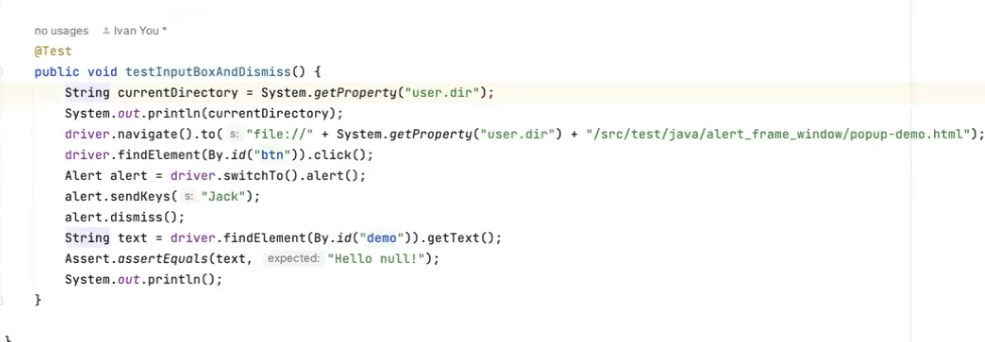 no usages Ivan You *
@Test
public void testInputBoxAndDismiss() {
String currentDirectory = System.getProperty("user.dir");
System.out.println(currentDirectory);
driver.navigate().to( s: "file://" + System.getProperty("user.dir") + "/src/test/java/alert_frame_window/popup-demo.html");
driver.findElement(By.id("btn")).click();
Alert alert = driver.switchTo().alert();
alert.sendKeys( s: "Jack");
alert.dismiss();
String text = driver.findElement(By.id("demo")).getText();
Assert.assertEquals(text, expected: "Hello null!");
System.out.println();
}
}